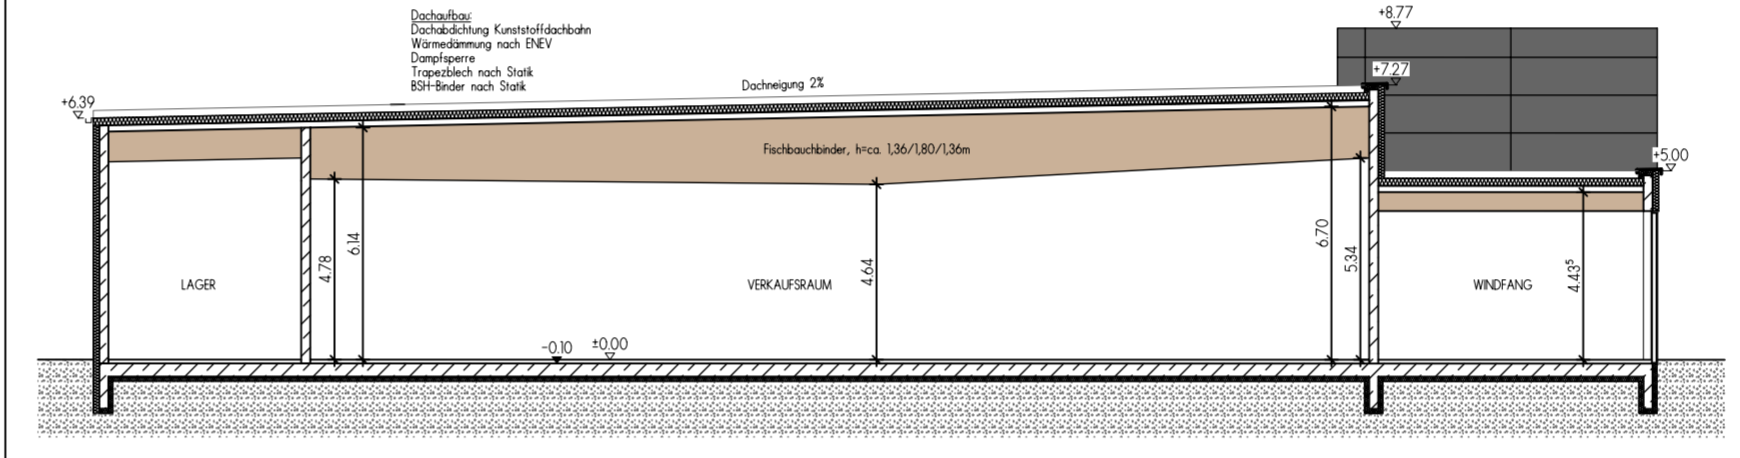 Dachaufbau:
Dachabdichtung Kunststoffdachbahn
Wärmedämmung nach ENEV
Dampfsperre
Trapezblech nach Statik
BSH-Binder nach Statik
Dachneigung 2%
+8.77
+7.27
+6.39
+5.00
Fischbauchbinder, h=ca. 1,36/1,80/1,36m
LAGER
4.78
6.14
VERKAUFSRAUM
4.64
6.70
5.34
WINDFANG
4.43⁵
-0.10
±0.00